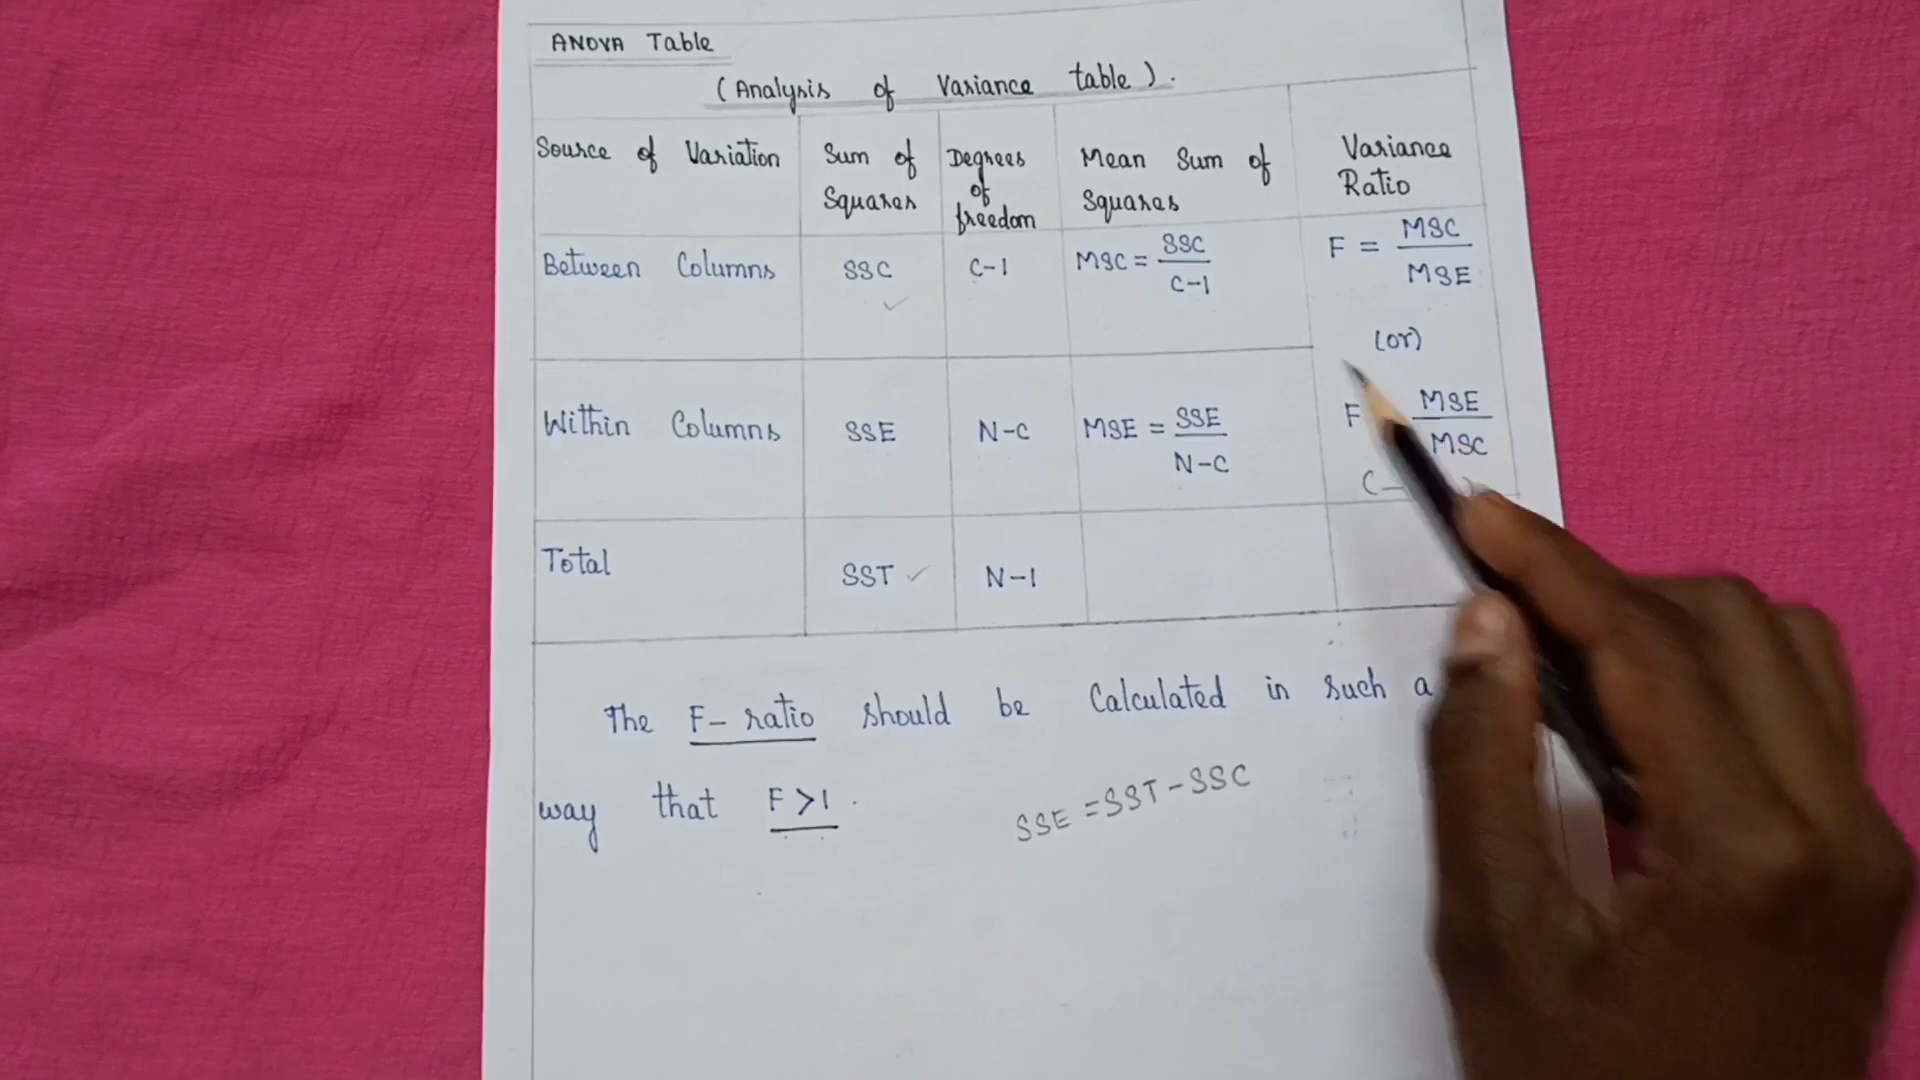 ANOVA Table
(Analysis of Variance table).
Source of Variation
Sum of Squares
Degrees of freedom
Mean Sum of Squares
Variance Ratio
Between Columns
SSC
C-1
MSC = SSC / C-1
F = MSC / MSE
(or)
Within Columns
SSE
N-C
MSE = SSE / N-C
F MSE / MSC
Total
SST
N-1
The F-ratio should be Calculated in such a
way that F>1.
SSE = SST-SSC